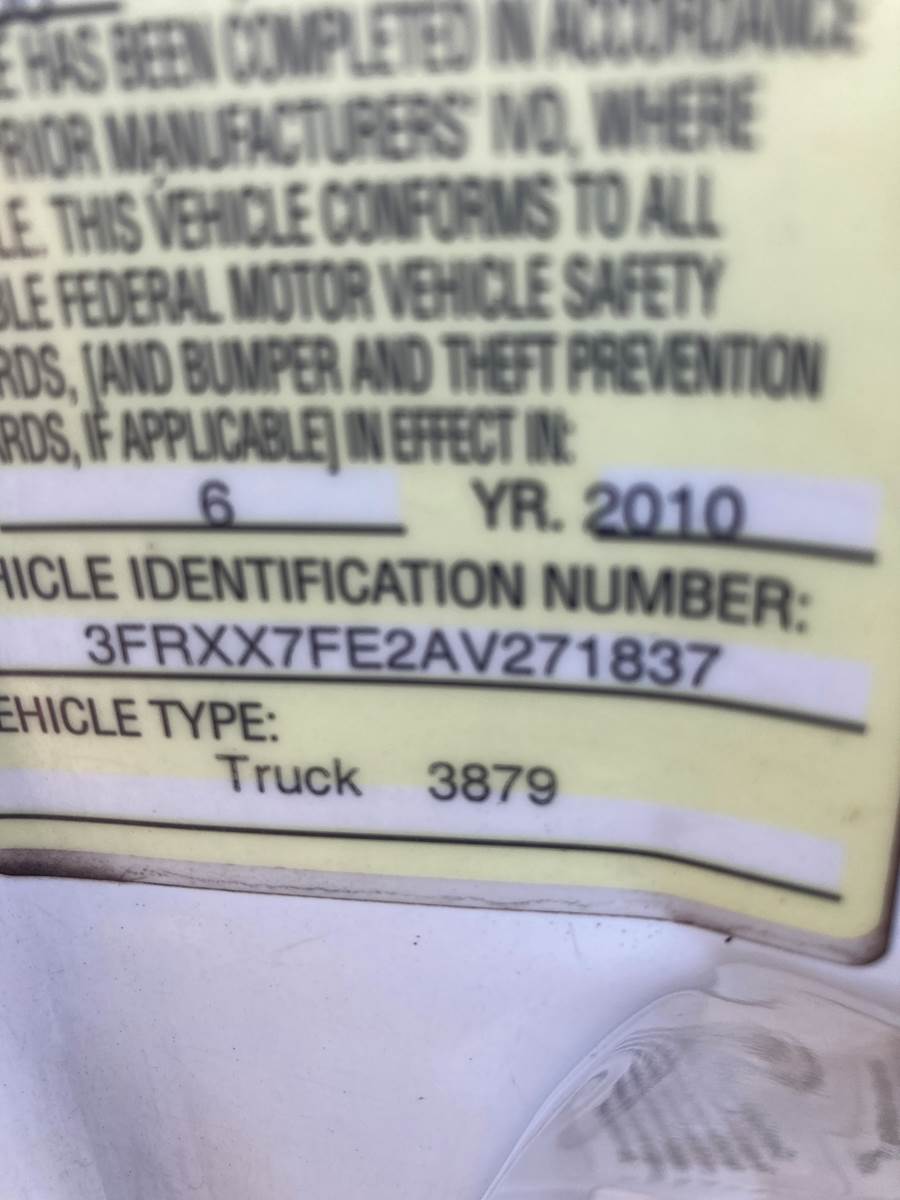 E HAS BEEN COMPLETED IN ACCCORDANCE
RIOR MANUFACTURERS' IVD, WHERE
LE. THIS VEHICLE CONFORMS TO ALL
BLE FEDERAL MOTOR VEHICLE SAFETY
RDS, [AND BUMPER AND THEFT PREVENTION
RDS, IF APPLICABLE] IN EFFECT IN:
6 YR. 2010
HICLE IDENTIFICATION NUMBER:
3FRXX7FE2AV271837
EHICLE TYPE:
Truck 3879